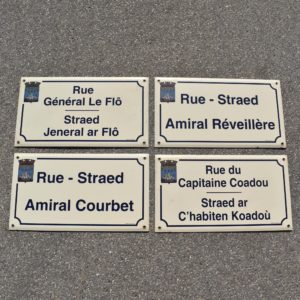 Rue
Général Le Flô
Straed
Jeneral ar Flô
Rue - Straed
Amiral Réveillère
Rue - Straed
Amiral Courbet
Rue du
Capitaine Coadou
Straed ar
C'habiten Koadoù